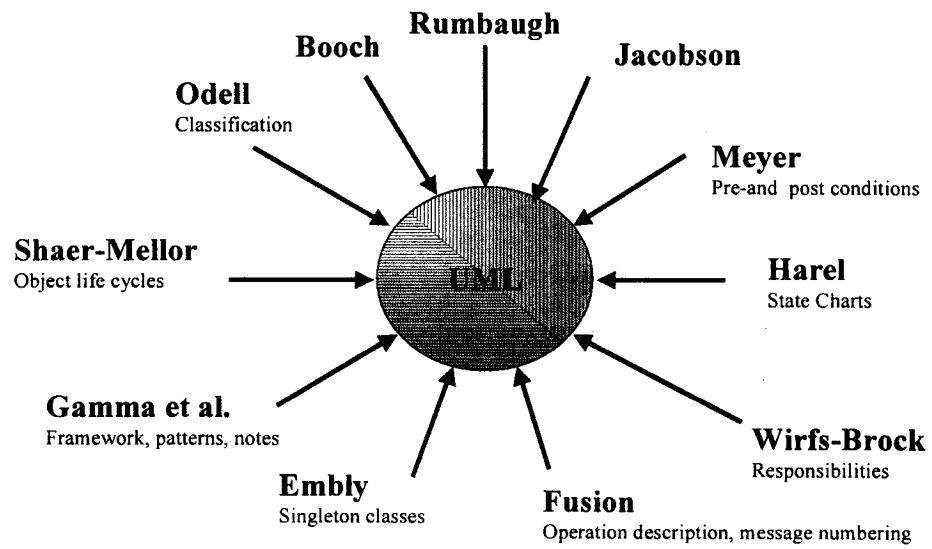 Rumbaugh
Booch
Jacobson
Odell
Classification
Meyer
Pre-and post conditions
Shaer-Mellor
Object life cycles
UML
Harel
State Charts
Gamma et al.
Framework, patterns, notes
Wirfs-Brock
Responsibilities
Embly
Singleton classes
Fusion
Operation description, message numbering